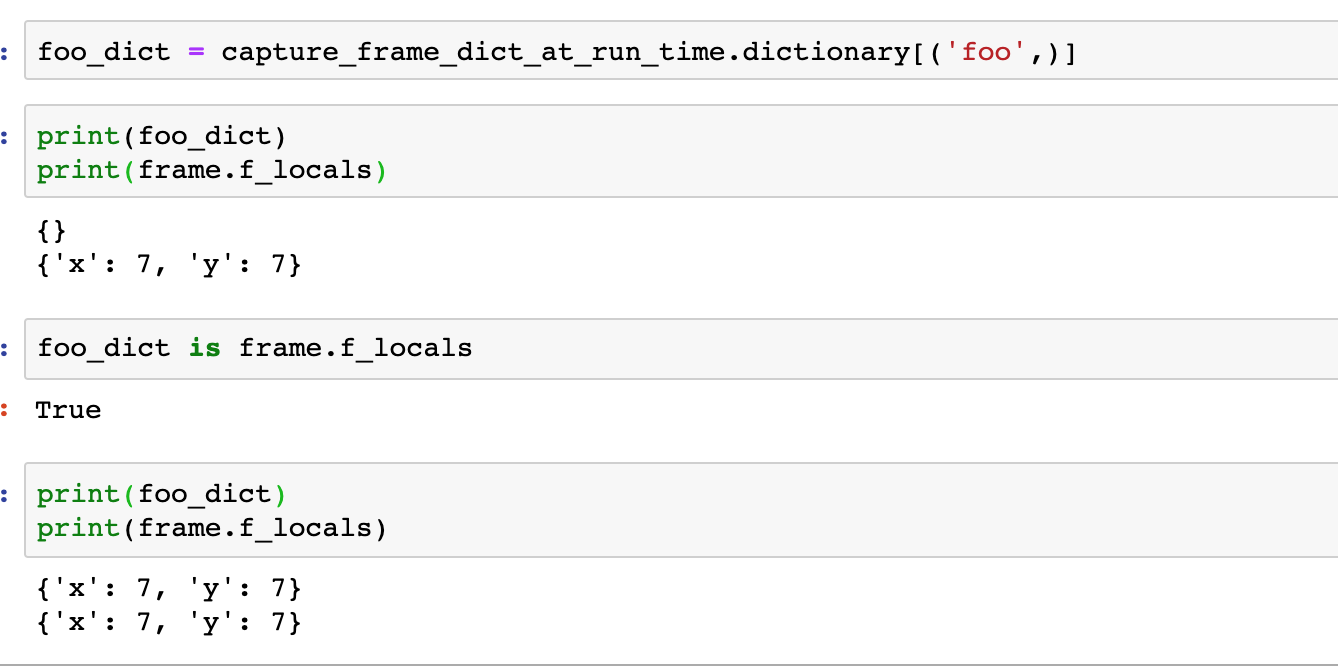 : foo_dict = capture_frame_dict_at_run_time.dictionary[('foo',)]
: print(foo_dict)
print(frame.f_locals)
{}
{'x': 7, 'y': 7}
: foo_dict is frame.f_locals
: True
: print(foo_dict)
print(frame.f_locals)
{'x': 7, 'y': 7}
{'x': 7, 'y': 7}